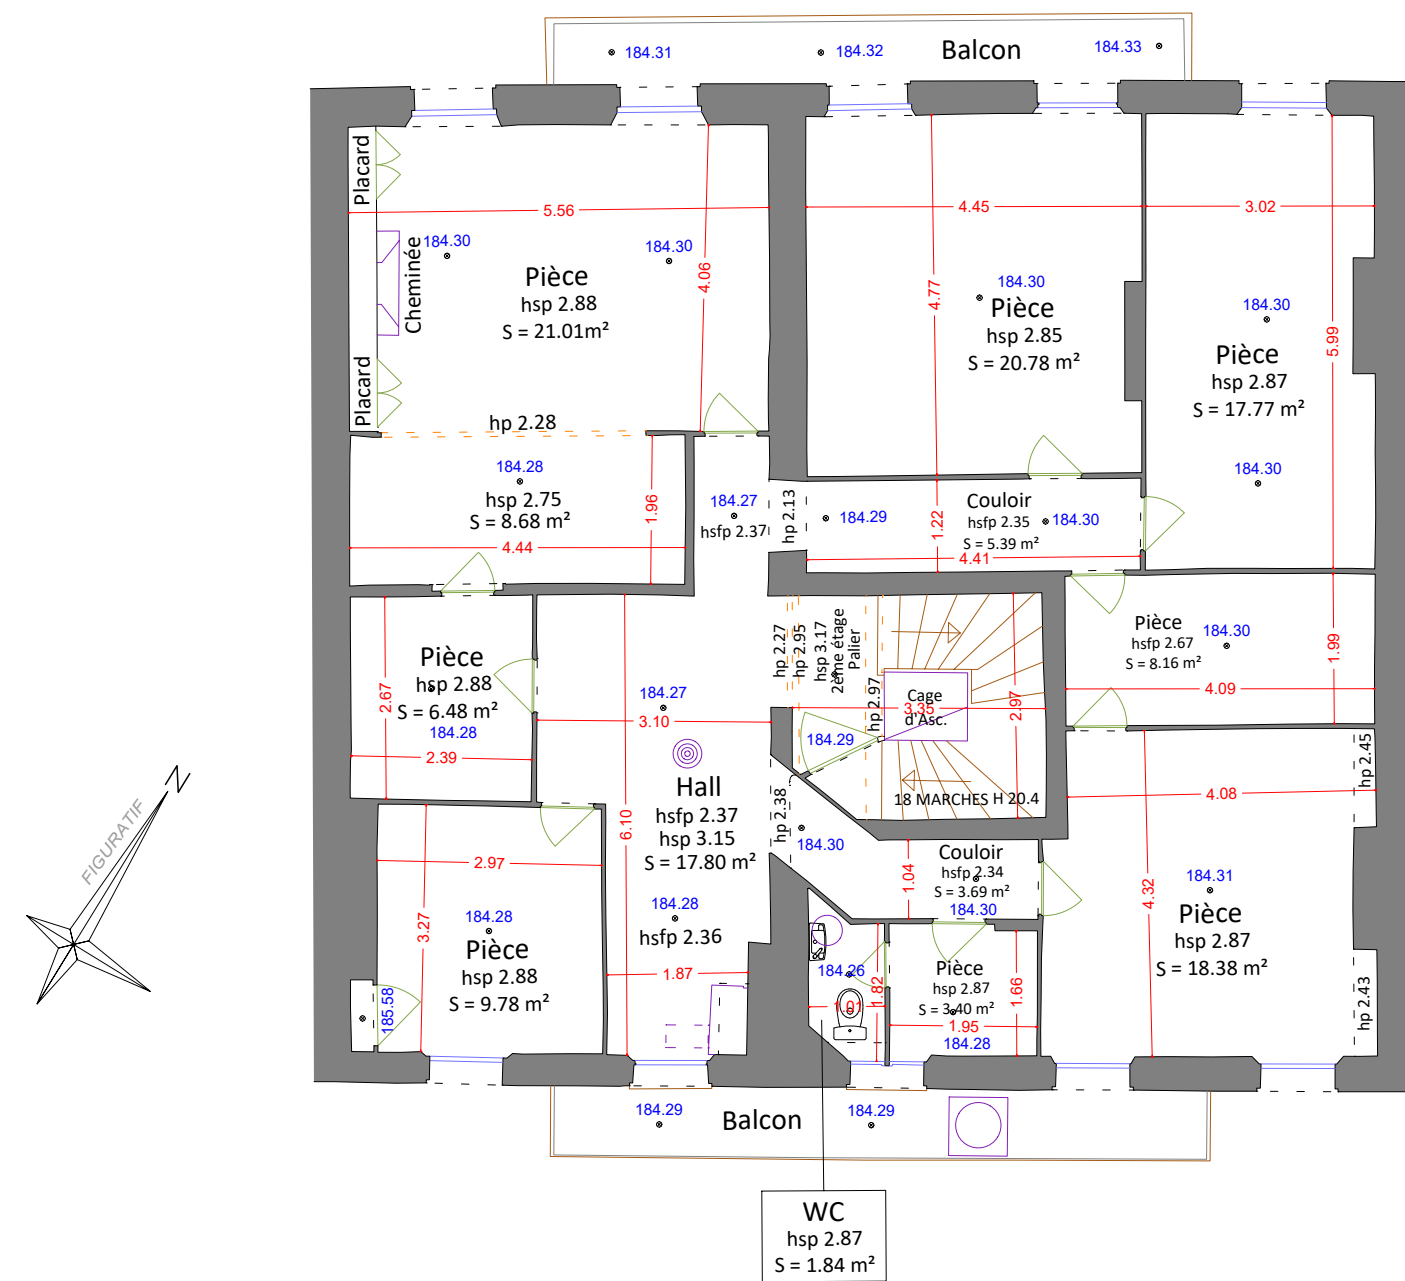 184.31
184.32
Balcon
184.33
Placard
5.56
4.45
3.02
184.30
184.30
Cheminée
Pièce
hsp 2.88
S = 21.01m²
4.06
4.77
184.30
Pièce
hsp 2.85
S = 20.78 m²
184.30
Pièce
hsp 2.87
S = 17.77 m²
5.99
Placard
hp 2.28
184.28
hsp 2.75
S = 8.68 m²
1.96
4.44
184.27
hsfp 2.37
hp 2.13
184.29
1.22
Couloir
hsfp 2.35
184.30
S = 5.39 m²
4.41
184.30
Pièce
hsp 2.88
S = 6.48 m²
184.28
2.67
2.39
184.27
3.10
hp 2.27
hp 2.95
hsp 3.17
2ème étage
Palier
hp 2.97
Cage
d'Asc.
3.35
2.97
184.29
18 MARCHES H 20.4
Pièce
hsfp 2.67
184.30
S = 8.16 m²
1.99
4.09
Hall
hsfp 2.37
hsp 3.15
S = 17.80 m²
6.10
hp 2.38
184.30
4.08
hp 2.45
N
FIGURATIF
2.97
3.27
184.28
Pièce
hsp 2.88
S = 9.78 m²
185.58
184.28
hsfp 2.36
1.87
Couloir
hsfp 2.34
S = 3.69 m²
184.30
1.04
4.32
184.31
Pièce
hsp 2.87
S = 18.38 m²
hp 2.43
184.26
1.82
1.01
Pièce
hsp 2.87
S = 3.40 m²
1.95
184.28
1.66
184.29
Balcon
184.29
WC
hsp 2.87
S = 1.84 m²